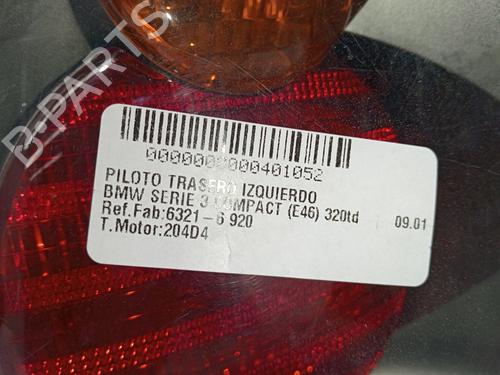 B-PARTS
0000000000401052
PILOTO TRASERO IZQUIERDO
BMW SERIE 3 COMPACT (E46) 320td 09.01
Ref.Fab:6321-6 920
T.Motor:204D4